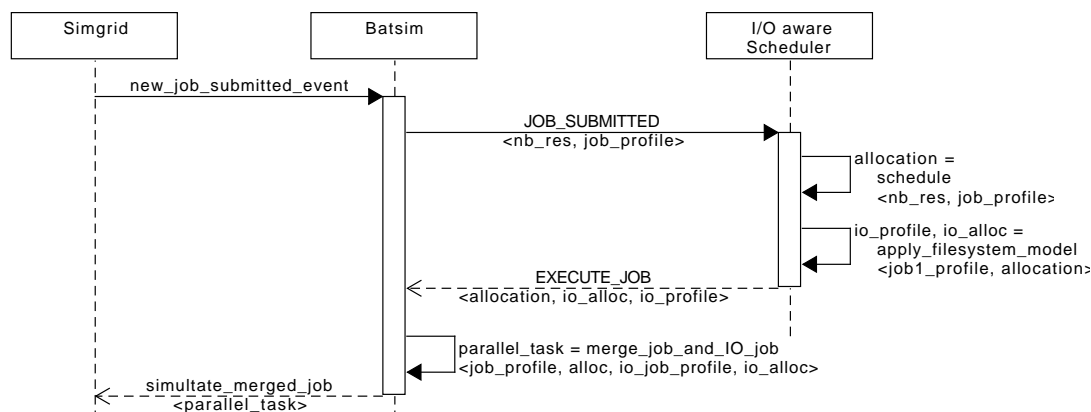 Simgrid
Batsim
I/O aware
Scheduler
new_job_submitted_event
JOB_SUBMITTED
<nb_res, job_profile>
allocation =
schedule
<nb_res, job_profile>
io_profile, io_alloc =
apply_filesystem_model
<job1_profile, allocation>
EXECUTE_JOB
<allocation, io_alloc, io_profile>
parallel_task = merge_job_and_IO_job
<job_profile, alloc, io_job_profile, io_alloc>
simultate_merged_job
<parallel_task>